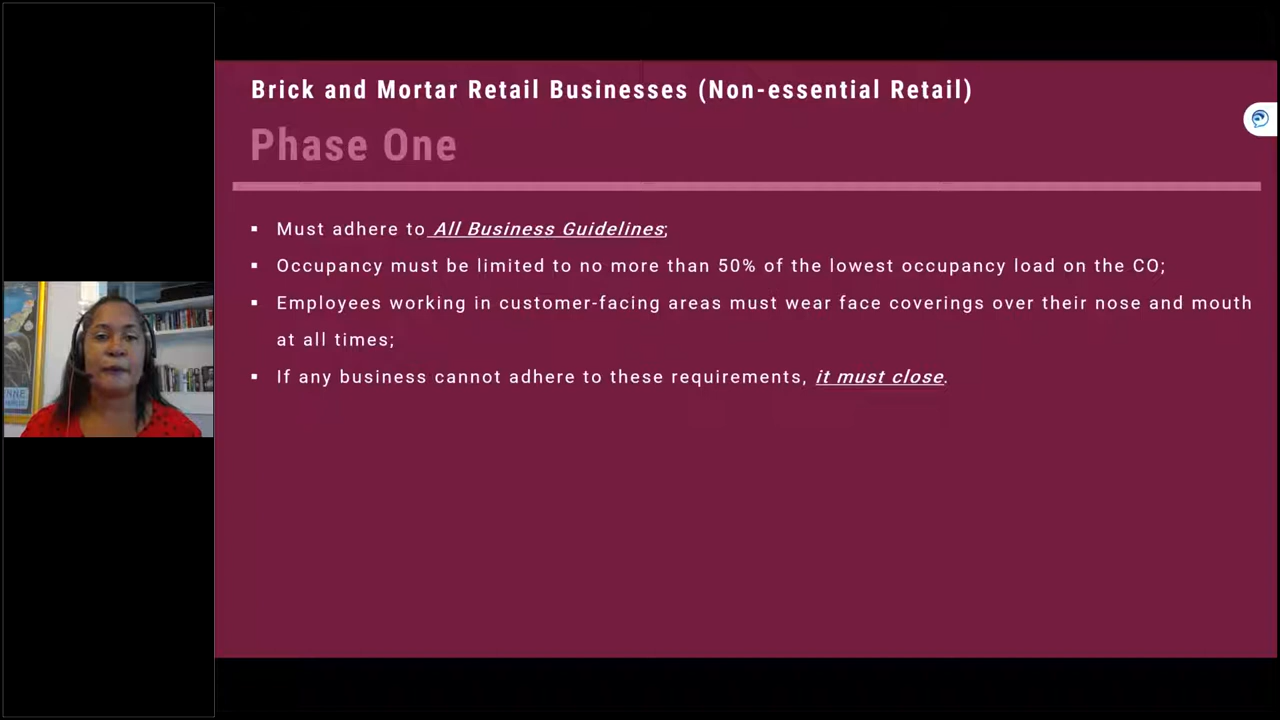 Brick and Mortar Retail Businesses (Non-essential Retail)
Phase One
▪ Must adhere to All Business Guidelines;
▪ Occupancy must be limited to no more than 50% of the lowest occupancy load on the CO;
▪ Employees working in customer-facing areas must wear face coverings over their nose and mouth
at all times;
▪ If any business cannot adhere to these requirements, it must close.